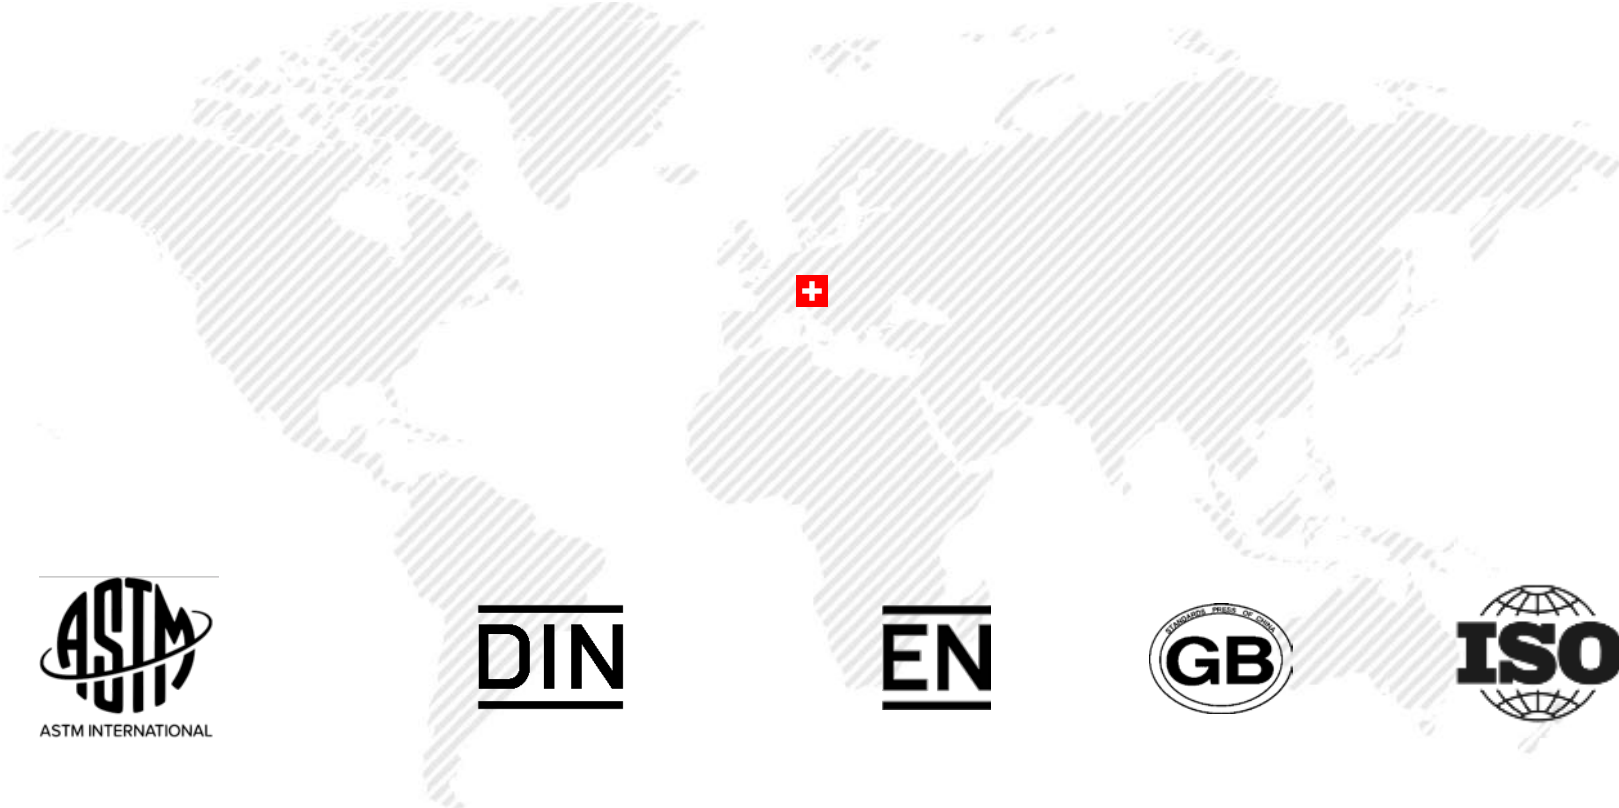 ASTM
ASTM INTERNATIONAL
DIN
EN
STANDARDS PRESS OF CHINA
GB
ISO